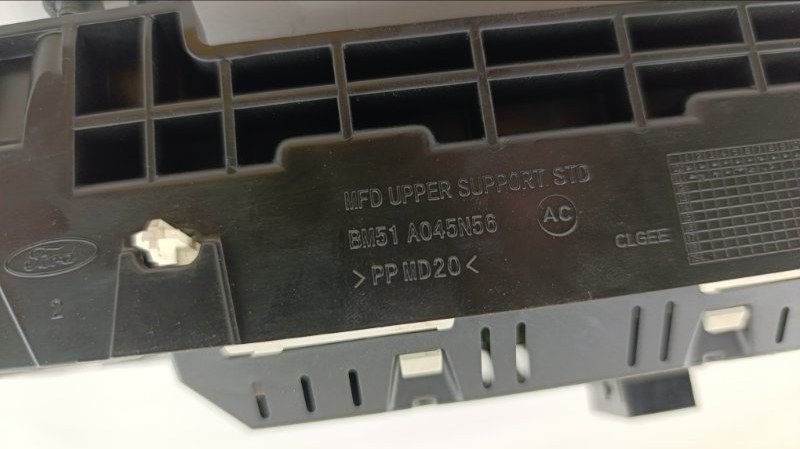 MFD UPPER SUPPORT STD
BM51 A045N56
AC
>PP MD20<
CLGEE
Ford
2